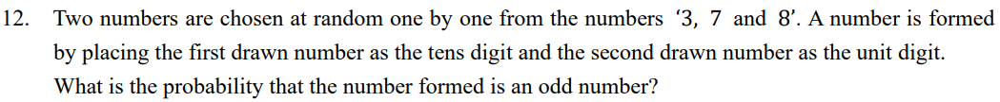 12. Two numbers are chosen at random one by one from the numbers ‘3, 7 and 8’. A number is formed
by placing the first drawn number as the tens digit and the second drawn number as the unit digit.
What is the probability that the number formed is an odd number?